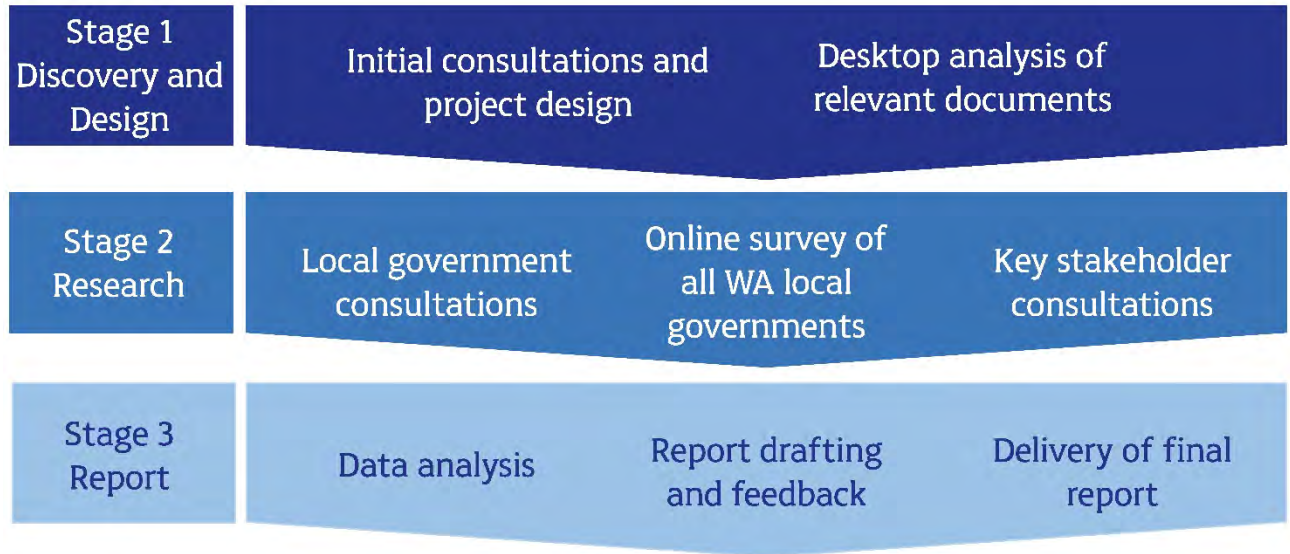 Stage 1
Discovery and
Design
Initial consultations and
project design
Desktop analysis of
relevant documents
Stage 2
Research
Local government
consultations
Online survey of
all WA local
governments
Key stakeholder
consultations
Stage 3
Report
Data analysis
Report drafting
and feedback
Delivery of final
report